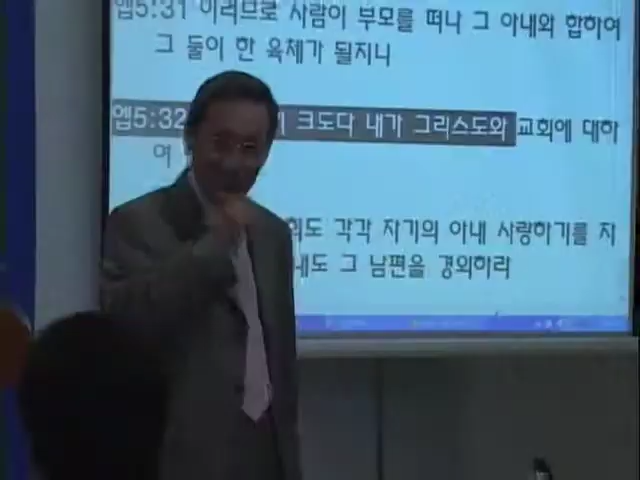 엡5:31 이러므로 사람이 부모를 떠나 그 아내와 합하여
그 둘이 한 육체가 될지니
엡5:32 크도다 내가 그리스도와 교회에 대하
여
각각 자기의 아내 사랑하기를 자
그 남편을 경외하라